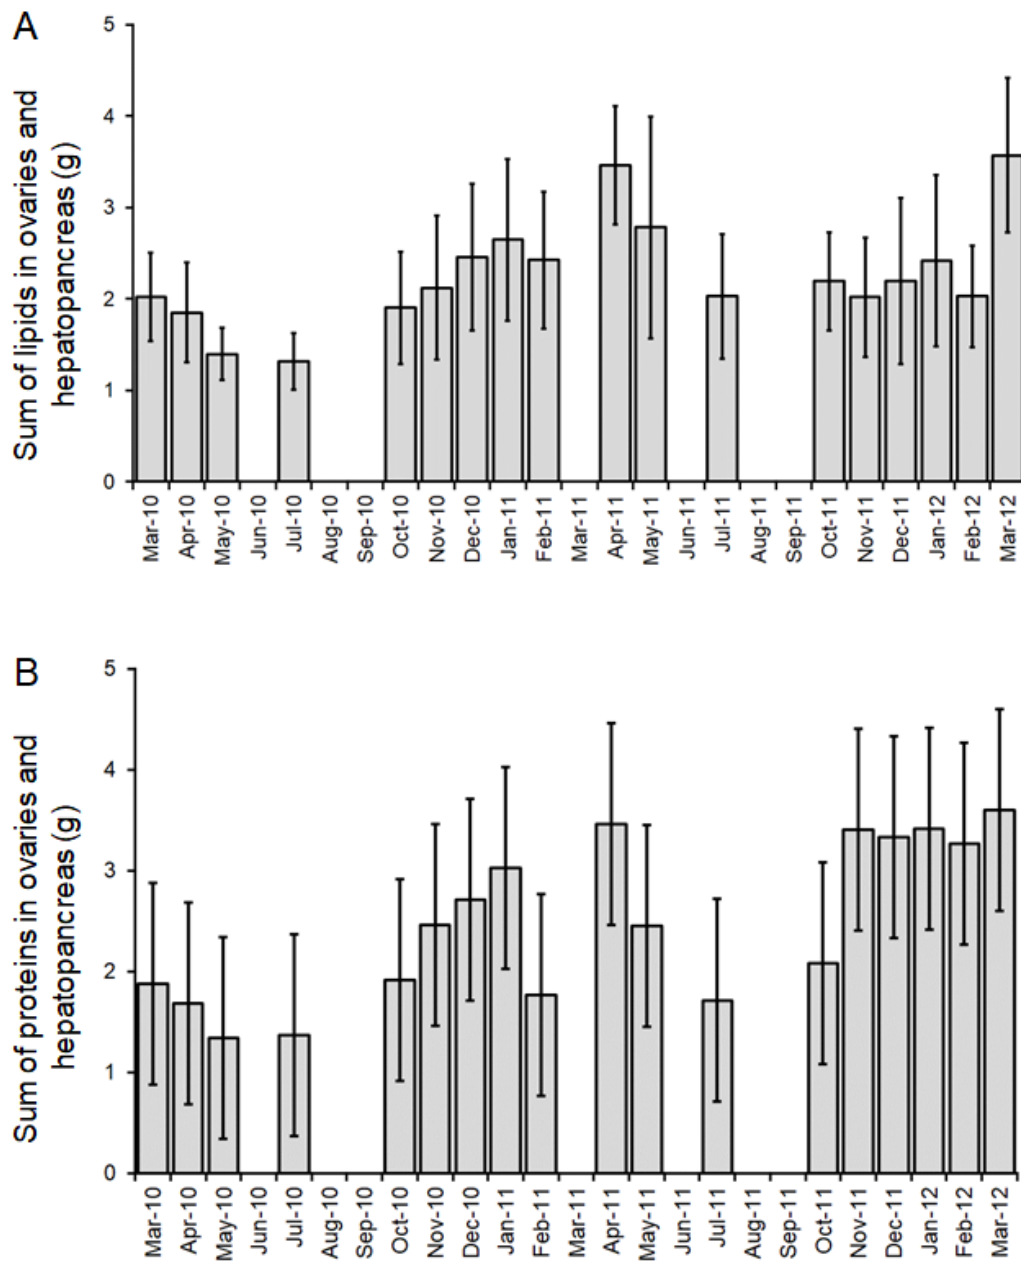 A
Sum of lipids in ovaries and
hepatopancreas (g)
5
4
3
2
1
0
Mar-10
Apr-10
May-10
Jun-10
Jul-10
Aug-10
Sep-10
Oct-10
Nov-10
Dec-10
Jan-11
Feb-11
Mar-11
Apr-11
May-11
Jun-11
Jul-11
Aug-11
Sep-11
Oct-11
Nov-11
Dec-11
Jan-12
Feb-12
Mar-12
B
Sum of proteins in ovaries and
hepatopancreas (g)
5
4
3
2
1
0
Mar-10
Apr-10
May-10
Jun-10
Jul-10
Aug-10
Sep-10
Oct-10
Nov-10
Dec-10
Jan-11
Feb-11
Mar-11
Apr-11
May-11
Jun-11
Jul-11
Aug-11
Sep-11
Oct-11
Nov-11
Dec-11
Jan-12
Feb-12
Mar-12